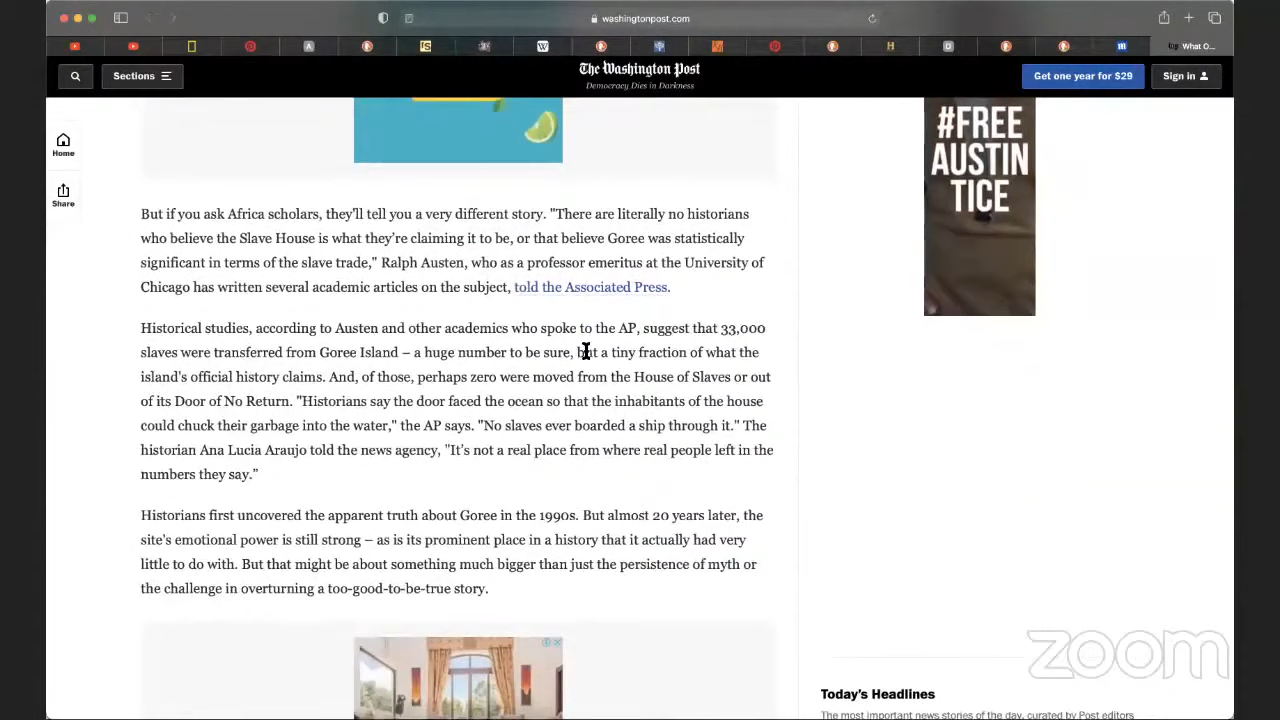 washingtonpost.com
What O...
Sections
The Washington Post
Democracy Dies in Darkness
Get one year for $29
Sign in
Home
Share
#FREE
AUSTIN
TICE
But if you ask Africa scholars, they'll tell you a very different story. "There are literally no historians
who believe the Slave House is what they're claiming it to be, or that believe Goree was statistically
significant in terms of the slave trade," Ralph Austen, who as a professor emeritus at the University of
Chicago has written several academic articles on the subject, told the Associated Press.
Historical studies, according to Austen and other academics who spoke to the AP, suggest that 33,000
slaves were transferred from Goree Island – a huge number to be sure, but a tiny fraction of what the
island's official history claims. And, of those, perhaps zero were moved from the House of Slaves or out
of its Door of No Return. "Historians say the door faced the ocean so that the inhabitants of the house
could chuck their garbage into the water," the AP says. "No slaves ever boarded a ship through it." The
historian Ana Lucia Araujo told the news agency, "It's not a real place from where real people left in the
numbers they say."
Historians first uncovered the apparent truth about Goree in the 1990s. But almost 20 years later, the
site's emotional power is still strong – as is its prominent place in a history that it actually had very
little to do with. But that might be about something much bigger than just the persistence of myth or
the challenge in overturning a too-good-to-be-true story.
zoom
Today's Headlines
The most important news stories of the day, curated by Post editors